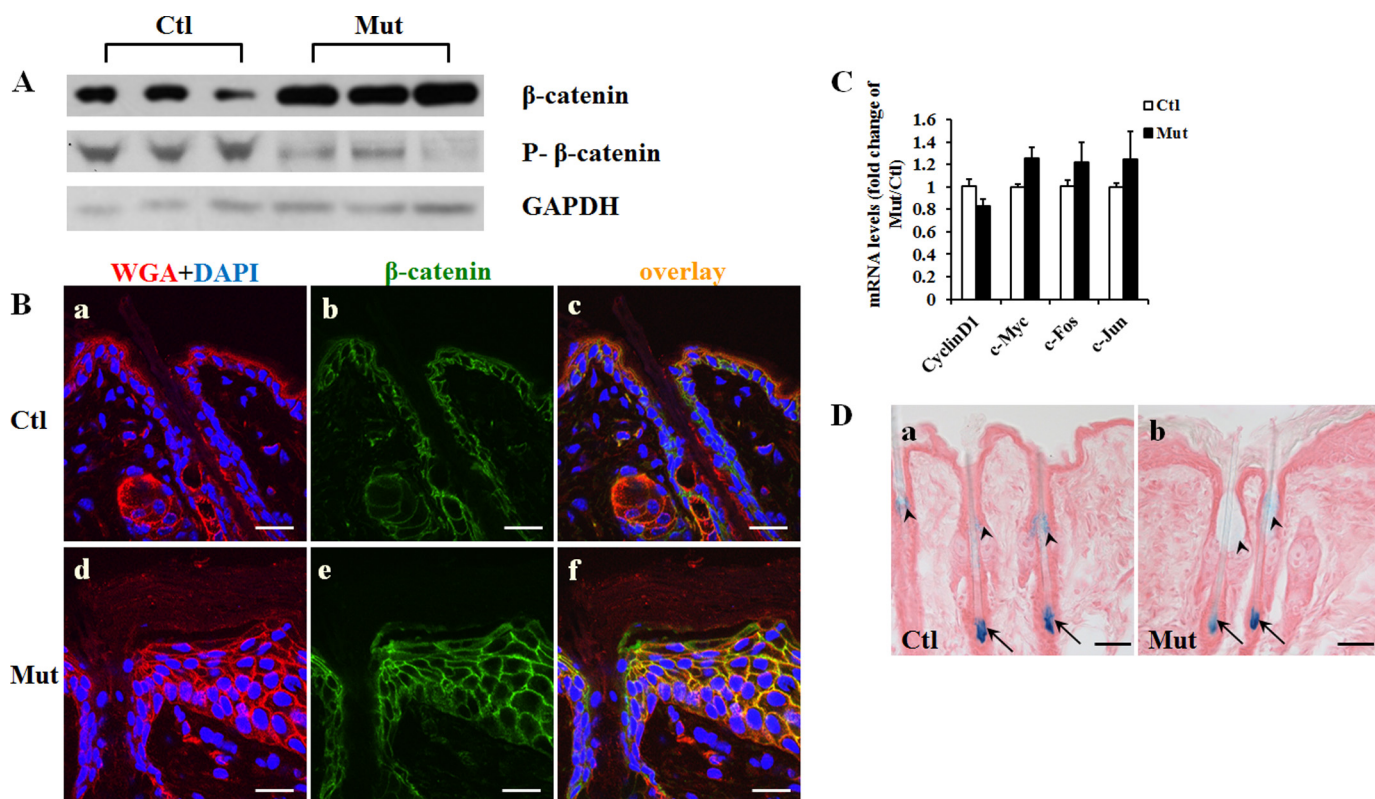 Ctl Mut
A
β-catenin
P- β-catenin
GAPDH
WGA+DAPI β-catenin overlay
B
a b c
Ctl
d e f
Mut
C
mRNA levels (fold change of
Mut/Ctl)
Ctl
Mut
1.6
1.4
1.2
1
0.8
0.6
0.4
0.2
0
CyclinD1 c-Myc c-Fos c-Jun
D
a b
Ctl Mut